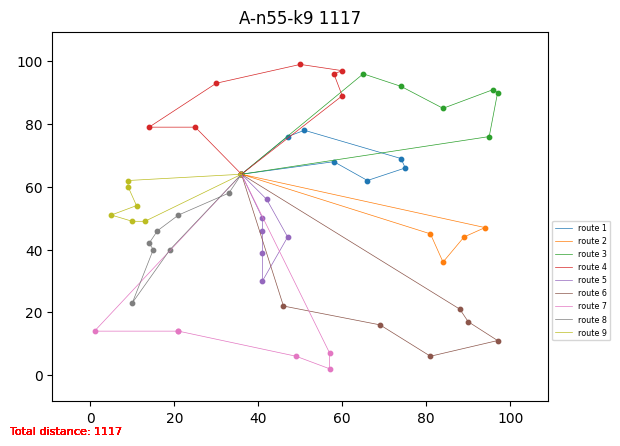 A-n55-k9 1117
100
80
60
40
20
0
0 20 40 60 80 100
route 1
route 2
route 3
route 4
route 5
route 6
route 7
route 8
route 9
Total distance: 1117